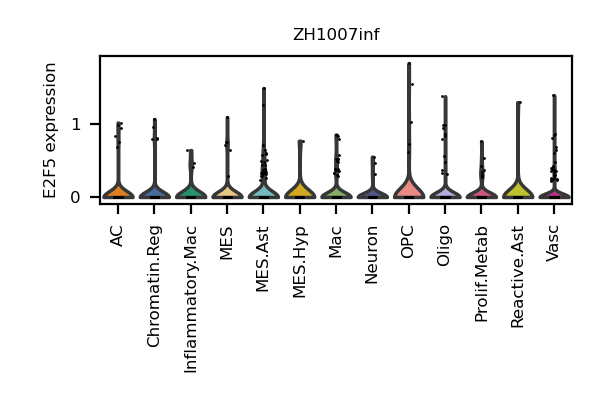 ZH1007inf
E2F5 expression
1
0
AC
Chromatin.Reg
Inflammatory.Mac
MES
MES.Ast
MES.Hyp
Mac
Neuron
OPC
Oligo
Prolif.Metab
Reactive.Ast
Vasc